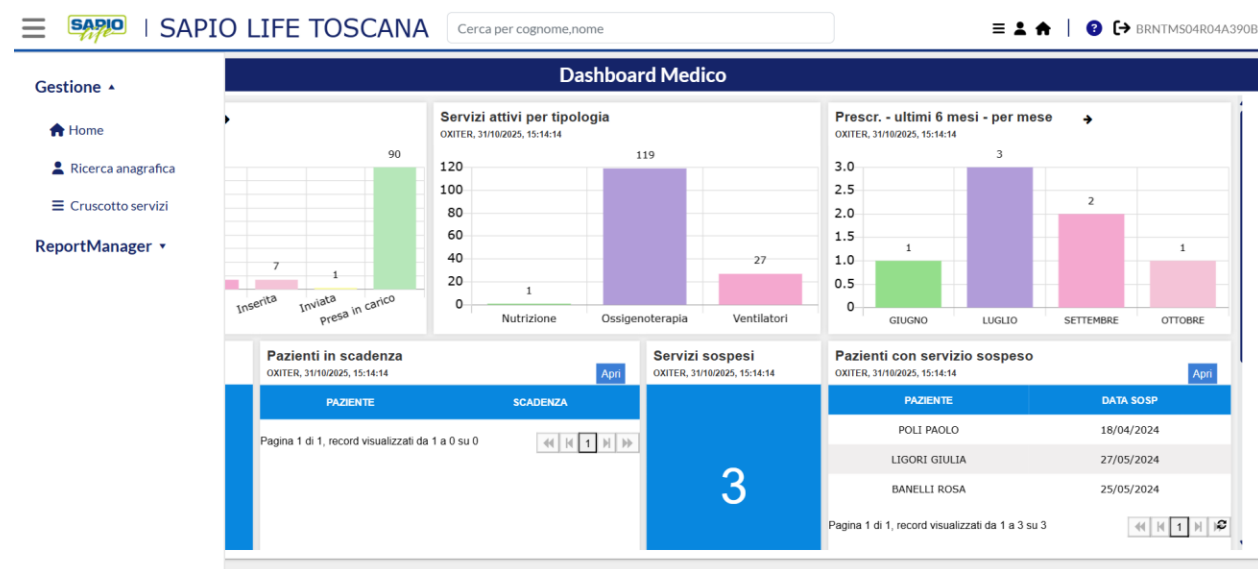 SAPIO life | SAPIO LIFE TOSCANA
Cerca per cognome,nome
BRNTMS04R04A390B
Gestione
Home
Ricerca anagrafica
Cruscotto servizi
ReportManager
Dashboard Medico
90
7
1
Inserita
Inviata
Presa in carico
Servizi attivi per tipologia
OXITER, 31/10/2025, 15:14:14
119
120
100
80
60
40
20
0
1
27
Nutrizione Ossigenoterapia Ventilatori
Prescr. - ultimi 6 mesi - per mese
OXITER, 31/10/2025, 15:14:14
3
3.0
2.5
2.0
1.5
1.0
0.5
0
1
2
1
GIUGNO LUGLIO SETTEMBRE OTTOBRE
Pazienti in scadenza
OXITER, 31/10/2025, 15:14:14
Apri
PAZIENTE SCADENZA
Pagina 1 di 1, record visualizzati da 1 a 0 su 0
1
Servizi sospesi
OXITER, 31/10/2025, 15:14:14
3
Pazienti con servizio sospeso
OXITER, 31/10/2025, 15:14:14
Apri
PAZIENTE DATA SOSP
POLI PAOLO 18/04/2024
LIGORI GIULIA 27/05/2024
BANELLI ROSA 25/05/2024
Pagina 1 di 1, record visualizzati da 1 a 3 su 3
1